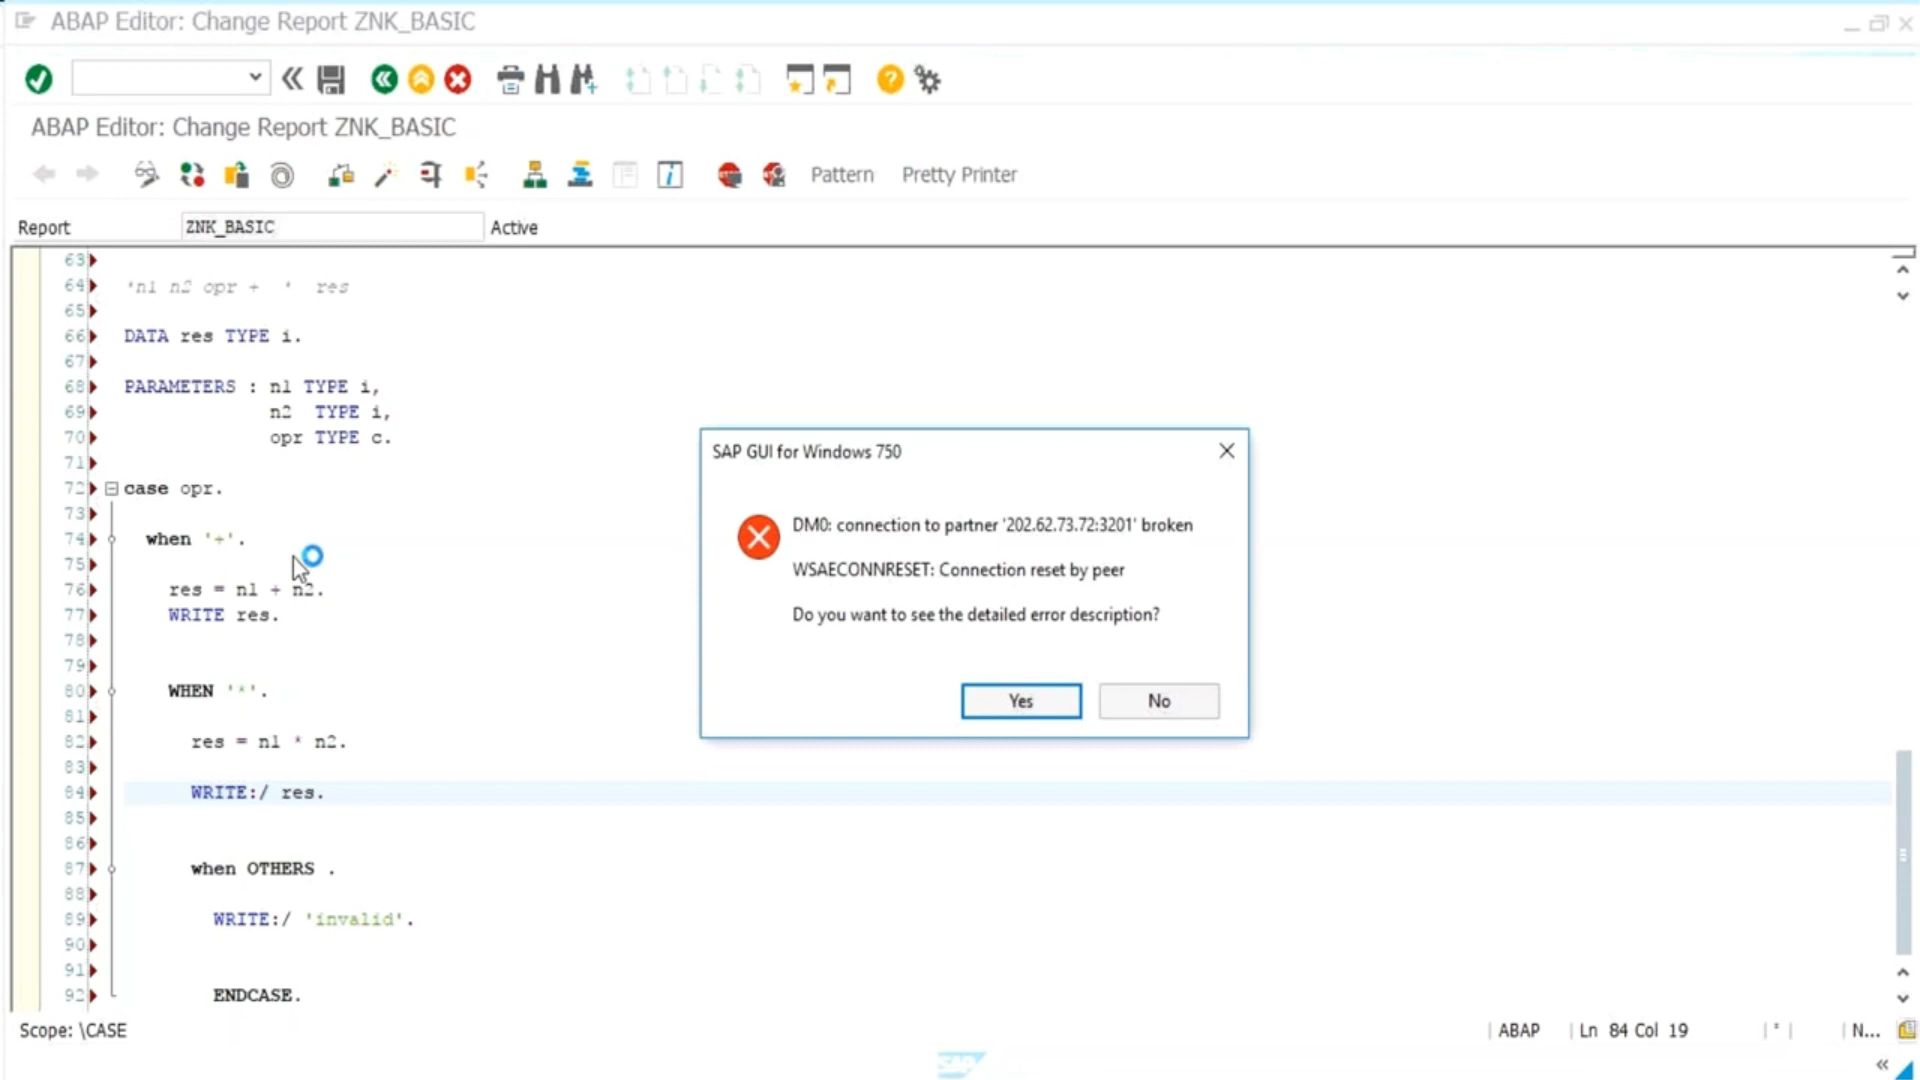 ABAP Editor: Change Report ZNK_BASIC
ABAP Editor: Change Report ZNK_BASIC
Pattern Pretty Printer
Report ZNK_BASIC Active
63
64 *n1 n2 opr + ' res
65
66 DATA res TYPE i.
67
68 PARAMETERS : n1 TYPE i,
69 n2 TYPE i,
70 opr TYPE c.
71
72 case opr.
73
74 when '+'.
75
76 res = n1 + n2.
77 WRITE res.
78
79
80 WHEN '*'.
81
82 res = n1 * n2.
83
84 WRITE:/ res.
85
86
87 when OTHERS .
88
89 WRITE:/ 'invalid'.
90
91
92 ENDCASE.
SAP GUI for Windows 750
DM0: connection to partner '202.62.73.72:3201' broken
WSAECONNRESET: Connection reset by peer
Do you want to see the detailed error description?
Yes No
Scope: \CASE ABAP Ln 84 Col 19 * N...
SAP